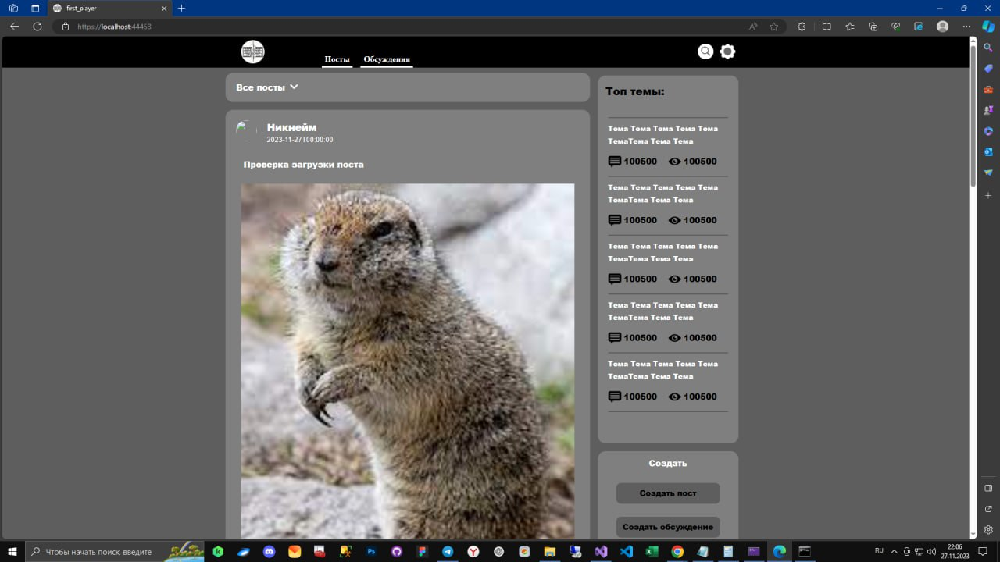 first_player
https://localhost:44453
Посты
Обсуждения
Все посты
Никнейм
2023-11-27T00:00:00
Проверка загрузки поста
Топ темы:
Тема Тема Тема Тема Тема
ТемаТема Тема Тема
100500 100500
Тема Тема Тема Тема Тема
ТемаТема Тема Тема
100500 100500
Тема Тема Тема Тема Тема
ТемаТема Тема Тема
100500 100500
Тема Тема Тема Тема Тема
ТемаТема Тема Тема
100500 100500
Тема Тема Тема Тема Тема
ТемаТема Тема Тема
100500 100500
Создать
Создать пост
Создать обсуждение
Чтобы начать поиск, введите
Ps
RU
22:06
27.11.2023